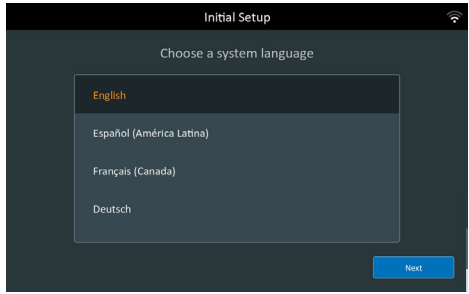 Initial Setup
Choose a system language
English
Español (América Latina)
Français (Canada)
Deutsch
Next